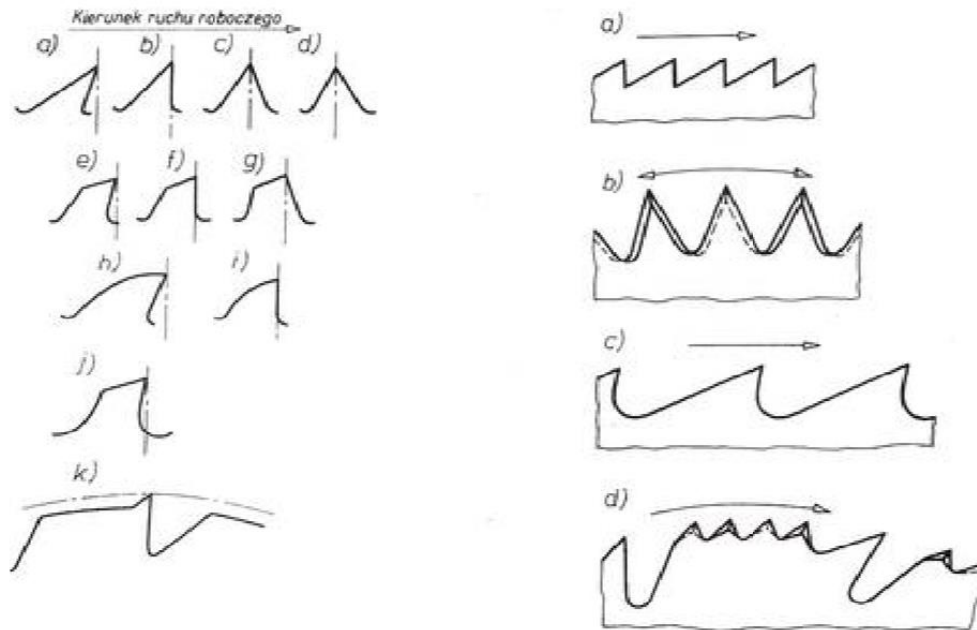 Kierunek ruchu roboczego
a) b) c) d)
e) f) g)
h) i)
j)
k)
a)
b)
c)
d)